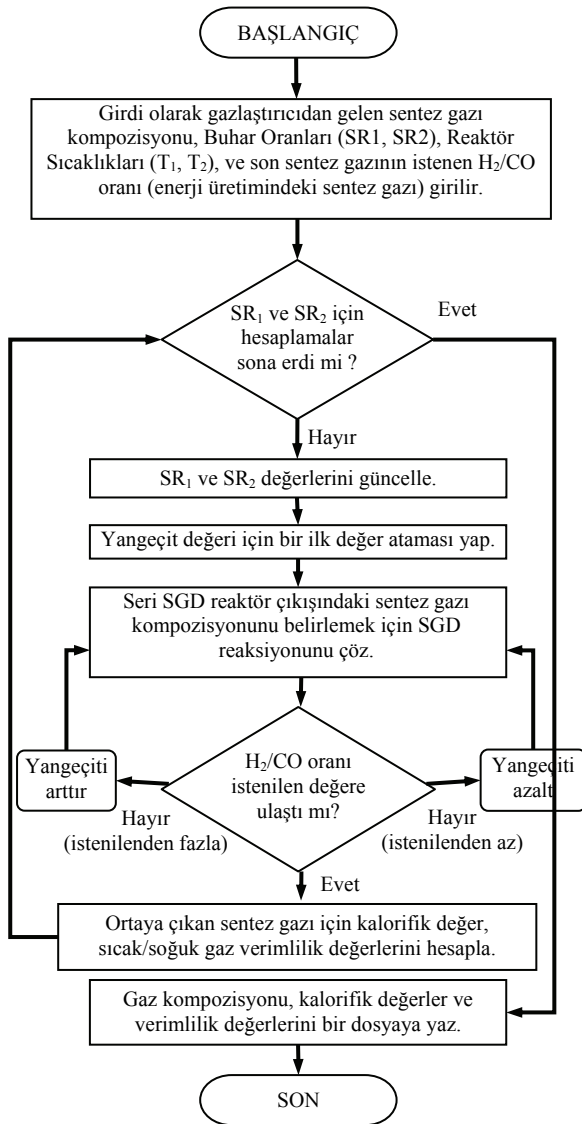 BAŞLANGIÇ
Girdi olarak gazlaştırıcıdan gelen sentez gazı
kompozisyonu, Buhar Oranları (SR1, SR2), Reaktör
Sıcaklıkları (T₁, T₂), ve son sentez gazının istenen H₂/CO
oranı (enerji üretimindeki sentez gazı) girilir.
SR₁ ve SR₂ için
hesaplamalar
sona erdi mi ?
Evet
Hayır
SR₁ ve SR₂ değerlerini güncelle.
Yangeçit değeri için bir ilk değer ataması yap.
Seri SGD reaktör çıkışındaki sentez gazı
kompozisyonunu belirlemek için SGD
reaksiyonunu çöz.
H₂/CO oranı
istenilen değere
ulaştı mı?
Yangeçiti
arttır
Yangeçiti
azalt
Hayır
(istenilenden fazla)
Hayır
(istenilenden az)
Evet
Ortaya çıkan sentez gazı için kalorifik değer,
sıcak/soğuk gaz verimlilik değerlerini hesapla.
Gaz kompozisyonu, kalorifik değerler ve
verimlilik değerlerini bir dosyaya yaz.
SON